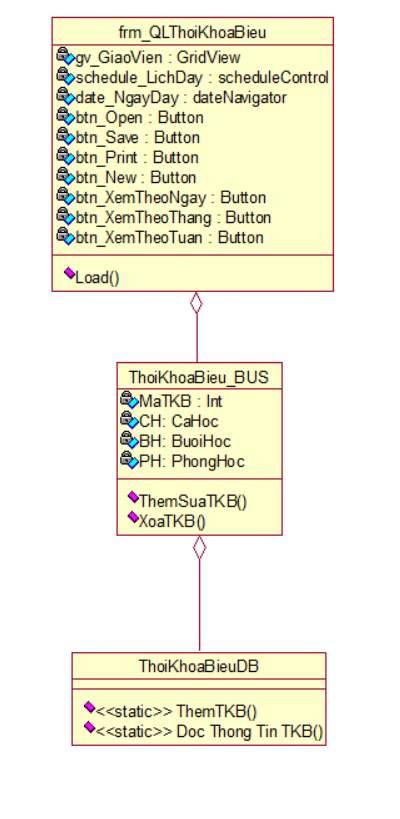 frm_QLThoiKhoaBieu
gv_GiaoVien : GridView
schedule_LichDay : scheduleControl
date_NgayDay : dateNavigator
btn_Open : Button
btn_Save : Button
btn_Print : Button
btn_New : Button
btn_XemTheoNgay : Button
btn_XemTheoThang : Button
btn_XemTheoTuan : Button
Load()
ThoiKhoaBieu_BUS
MaTKB : Int
CH: CaHoc
BH: BuoiHoc
PH: PhongHoc
ThemSuaTKB()
XoaTKB()
ThoiKhoaBieuDB
<<static>> ThemTKB()
<<static>> Doc Thong Tin TKB()